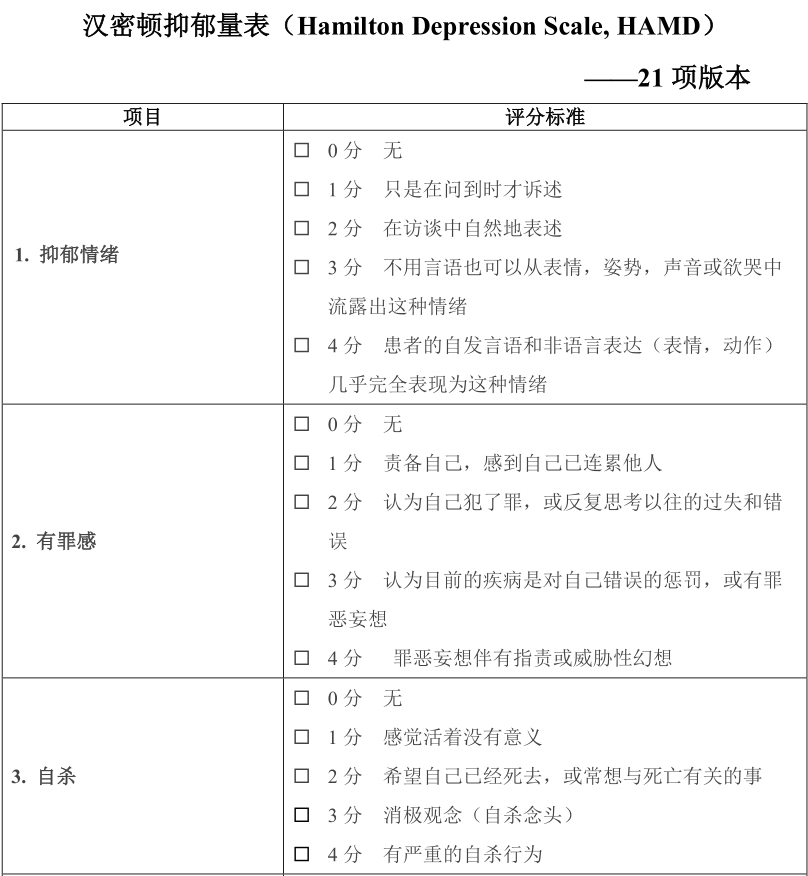 汉密顿抑郁量表（Hamilton Depression Scale, HAMD）
——21 项版本
项目 评分标准
1. 抑郁情绪
□ 0 分 无
□ 1 分 只是在问到时才诉述
□ 2 分 在访谈中自然地表述
□ 3 分 不用言语也可以从表情，姿势，声音或欲哭中
流露出这种情绪
□ 4 分 患者的自发言语和非语言表达（表情，动作）
几乎完全表现为这种情绪
2. 有罪感
□ 0 分 无
□ 1 分 责备自己，感到自己已连累他人
□ 2 分 认为自己犯了罪，或反复思考以往的过失和错
误
□ 3 分 认为目前的疾病是对自己错误的惩罚，或有罪
恶妄想
□ 4 分 罪恶妄想伴有指责或威胁性幻想
3. 自杀
□ 0 分 无
□ 1 分 感觉活着没有意义
□ 2 分 希望自己已经死去，或常想与死亡有关的事
□ 3 分 消极观念（自杀念头）
□ 4 分 有严重的自杀行为